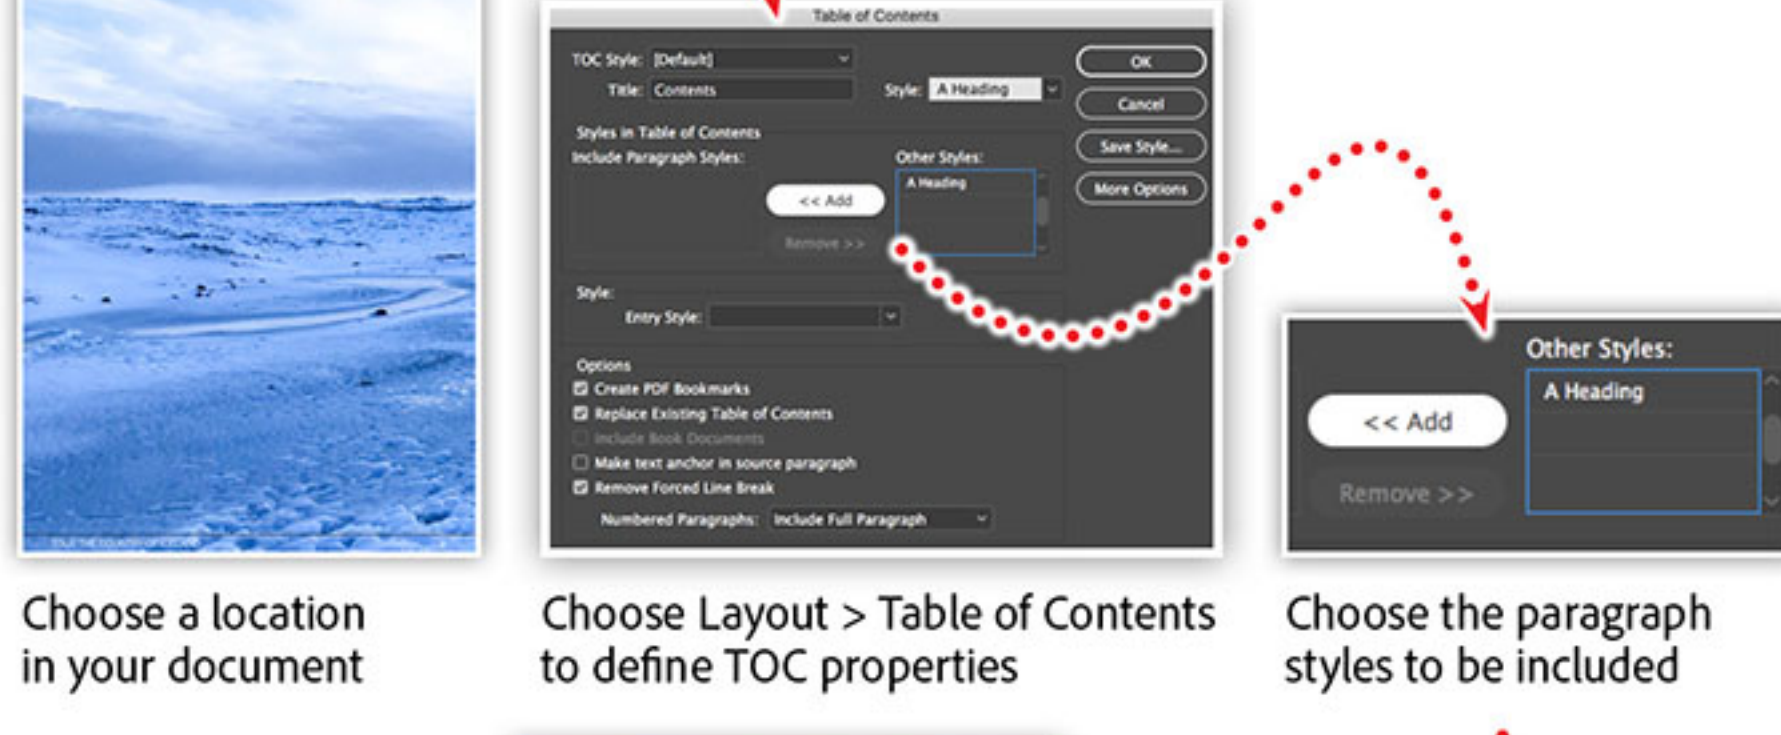 Table of Contents
TOC Style: [Default]
Title: Contents
Style: A Heading
OK
Cancel
Save Style...
More Options
Styles in Table of Contents
Include Paragraph Styles:
Other Styles:
A Heading
<< Add
Remove >>
Style:
Entry Style:
Options
Create PDF Bookmarks
Replace Existing Table of Contents
Include Book Documents
Make text anchor in source paragraph
Remove Forced Line Break
Numbered Paragraphs: Include Full Paragraph
Other Styles:
A Heading
<< Add
Remove >>
Choose a location
in your document
Choose Layout > Table of Contents
to define TOC properties
Choose the paragraph
styles to be included